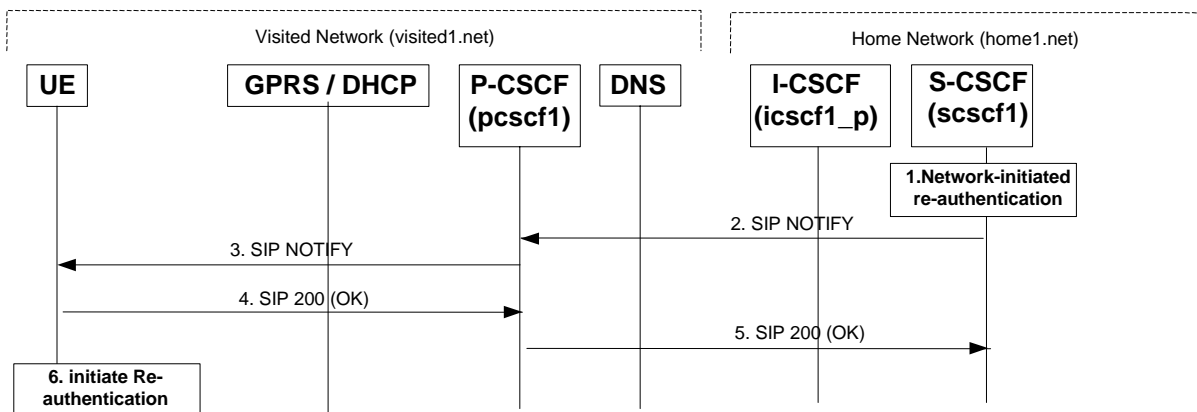 Visited Network (visited1.net)
Home Network (home1.net)
UE
GPRS / DHCP
P-CSCF
(pcscf1)
DNS
I-CSCF
(icscf1_p)
S-CSCF
(scscf1)
1.Network-initiated
re-authentication
2. SIP NOTIFY
3. SIP NOTIFY
4. SIP 200 (OK)
5. SIP 200 (OK)
6. initiate Re-
authentication